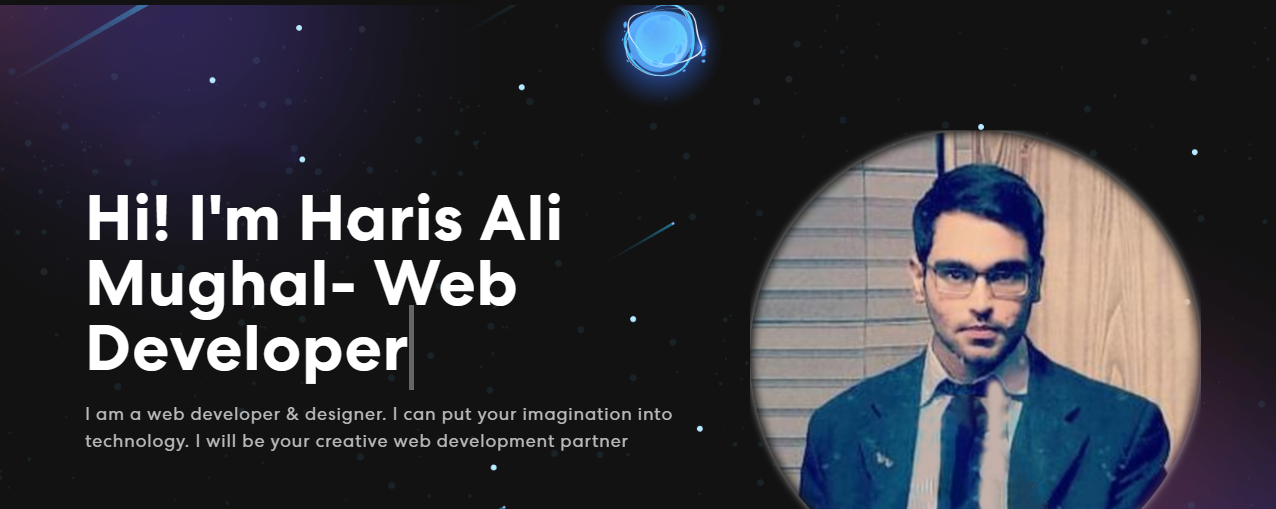 Hi! I'm Haris Ali
Mughal- Web
Developer
I am a web developer & designer. I can put your imagination into
technology. I will be your creative web development partner